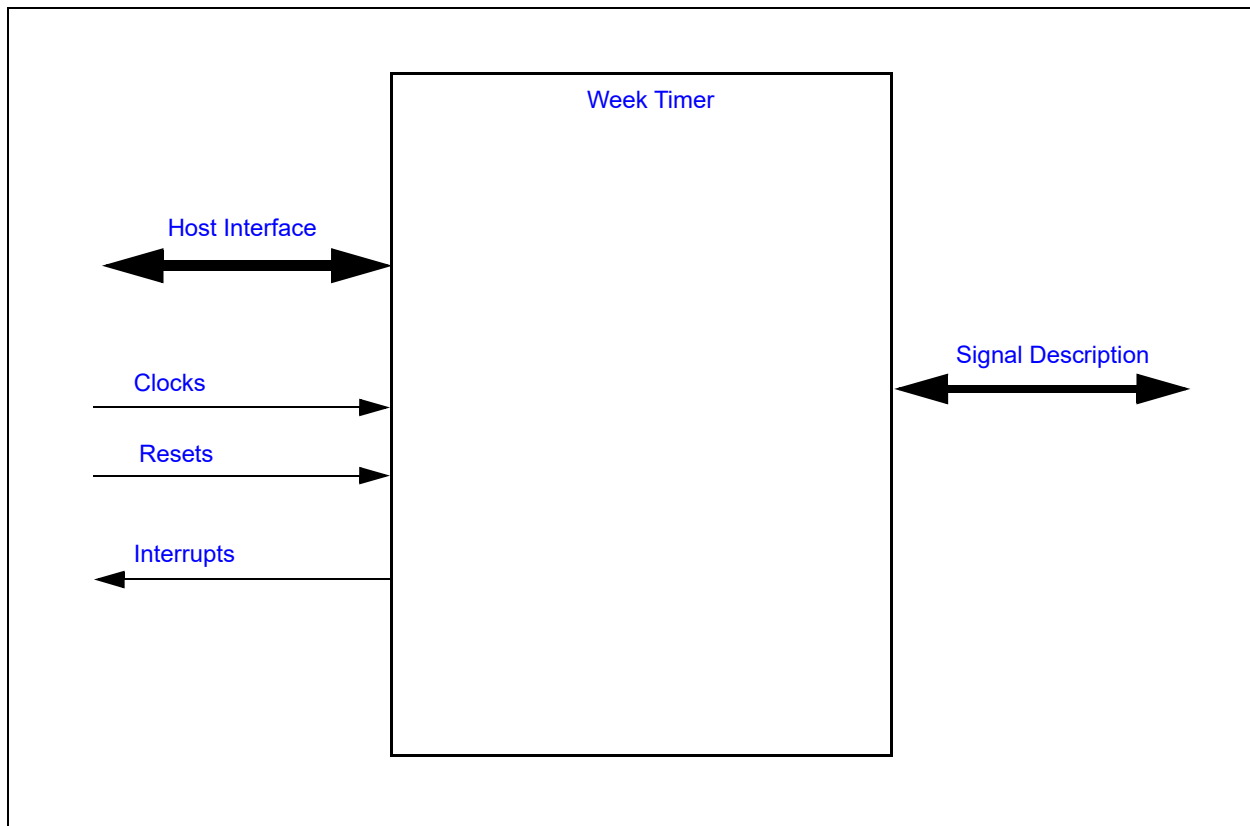 Week Timer
Host Interface
Signal Description
Clocks
Resets
Interrupts